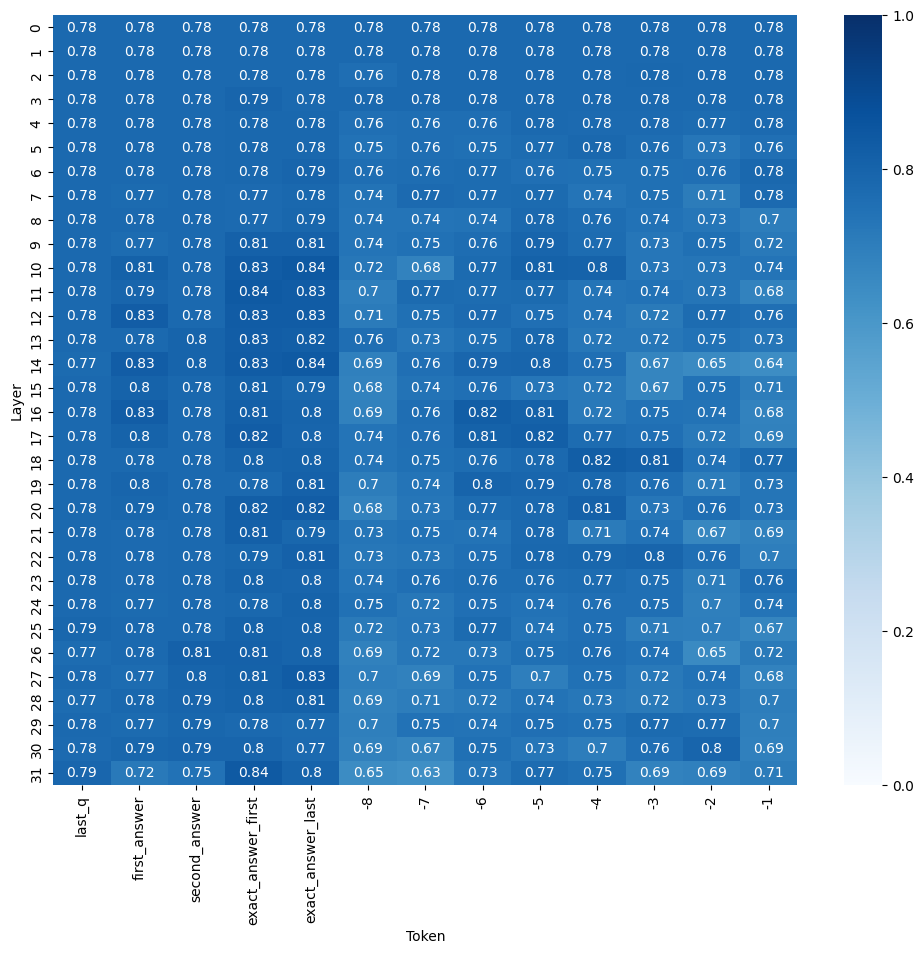 0 0.78 0.78 0.78 0.78 0.78 0.78 0.78 0.78 0.78 0.78 0.78 0.78 0.78 1.0
1 0.78 0.78 0.78 0.78 0.78 0.78 0.78 0.78 0.78 0.78 0.78 0.78 0.78
2 0.78 0.78 0.78 0.78 0.78 0.76 0.78 0.78 0.78 0.78 0.78 0.78 0.78
3 0.78 0.78 0.78 0.79 0.78 0.78 0.78 0.78 0.78 0.78 0.78 0.78 0.78
4 0.78 0.78 0.78 0.78 0.78 0.76 0.76 0.76 0.78 0.78 0.78 0.77 0.78
5 0.78 0.78 0.78 0.78 0.78 0.75 0.76 0.75 0.77 0.78 0.76 0.73 0.76
6 0.78 0.78 0.78 0.78 0.79 0.76 0.76 0.77 0.76 0.75 0.75 0.76 0.78 0.8
7 0.78 0.77 0.78 0.77 0.78 0.74 0.77 0.77 0.77 0.74 0.75 0.71 0.78
8 0.78 0.78 0.78 0.77 0.79 0.74 0.74 0.74 0.78 0.76 0.74 0.73 0.7
9 0.78 0.77 0.78 0.81 0.81 0.74 0.75 0.76 0.79 0.77 0.73 0.75 0.72
10 0.78 0.81 0.78 0.83 0.84 0.72 0.68 0.77 0.81 0.8 0.73 0.73 0.74
11 0.78 0.79 0.78 0.84 0.83 0.7 0.77 0.77 0.77 0.74 0.74 0.73 0.68
12 0.78 0.83 0.78 0.83 0.83 0.71 0.75 0.77 0.75 0.74 0.72 0.77 0.76 0.6
13 0.78 0.78 0.8 0.83 0.82 0.76 0.73 0.75 0.78 0.72 0.72 0.75 0.73
14 0.77 0.83 0.8 0.83 0.84 0.69 0.76 0.79 0.8 0.75 0.67 0.65 0.64
15 0.78 0.8 0.78 0.81 0.79 0.68 0.74 0.76 0.73 0.72 0.67 0.75 0.71
Layer
16 0.78 0.83 0.78 0.81 0.8 0.69 0.76 0.82 0.81 0.72 0.75 0.74 0.68
17 0.78 0.8 0.78 0.82 0.8 0.74 0.76 0.81 0.82 0.77 0.75 0.72 0.69
18 0.78 0.78 0.78 0.8 0.8 0.74 0.75 0.76 0.78 0.82 0.81 0.74 0.77
19 0.78 0.8 0.78 0.78 0.81 0.7 0.74 0.8 0.79 0.78 0.76 0.71 0.73 0.4
20 0.78 0.79 0.78 0.82 0.82 0.68 0.73 0.77 0.78 0.81 0.73 0.76 0.73
21 0.78 0.78 0.78 0.81 0.79 0.73 0.75 0.74 0.78 0.71 0.74 0.67 0.69
22 0.78 0.78 0.78 0.79 0.81 0.73 0.73 0.75 0.78 0.79 0.8 0.76 0.7
23 0.78 0.78 0.78 0.8 0.8 0.74 0.76 0.76 0.76 0.77 0.75 0.71 0.76
24 0.78 0.77 0.78 0.78 0.8 0.75 0.72 0.75 0.74 0.76 0.75 0.7 0.74
25 0.79 0.78 0.78 0.8 0.8 0.72 0.73 0.77 0.74 0.75 0.71 0.7 0.67 0.2
26 0.77 0.78 0.81 0.81 0.8 0.69 0.72 0.73 0.75 0.76 0.74 0.65 0.72
27 0.78 0.77 0.8 0.81 0.83 0.7 0.69 0.75 0.7 0.75 0.72 0.74 0.68
28 0.77 0.78 0.79 0.8 0.81 0.69 0.71 0.72 0.74 0.73 0.72 0.73 0.7
29 0.78 0.77 0.79 0.78 0.77 0.7 0.75 0.74 0.75 0.75 0.77 0.77 0.7
30 0.78 0.79 0.79 0.8 0.77 0.69 0.67 0.75 0.73 0.7 0.76 0.8 0.69
31 0.79 0.72 0.75 0.84 0.8 0.65 0.63 0.73 0.77 0.75 0.69 0.69 0.71 0.0
last_q first_answer second_answer exact_answer_first exact_answer_last -8 -7 -6 -5 -4 -3 -2 -1
Token